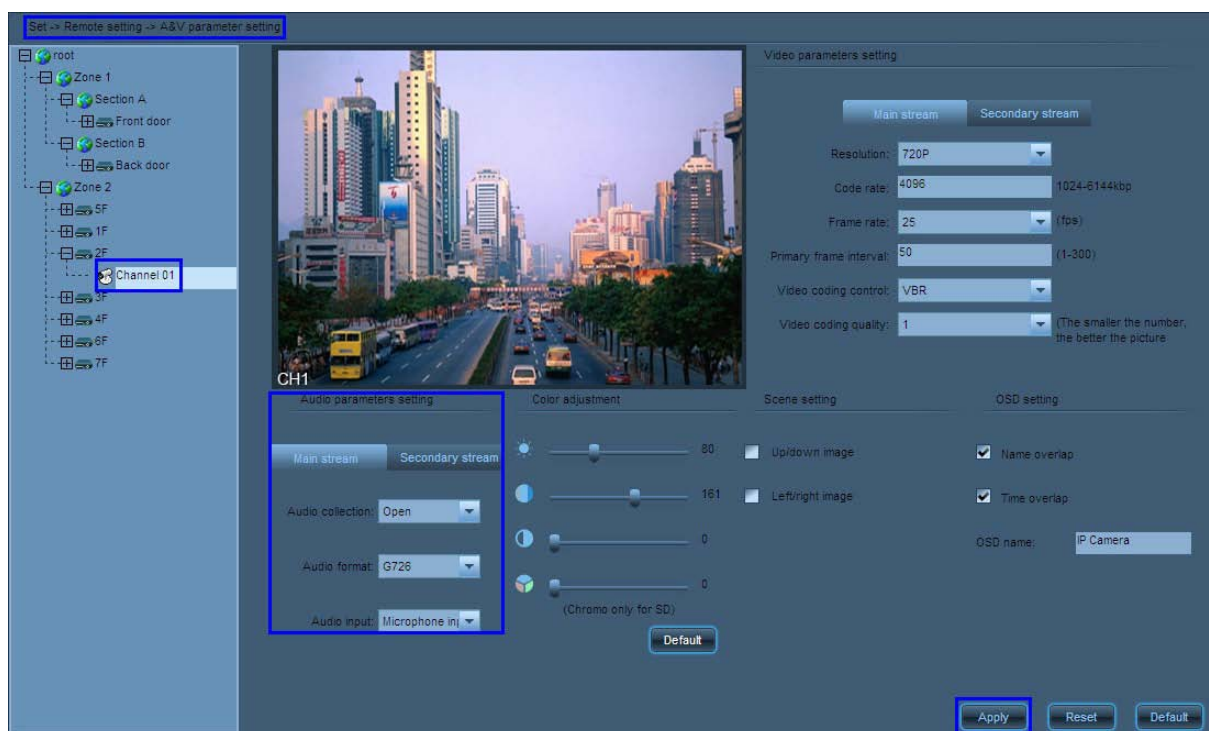 Set -> Remote setting -> A&V parameter setting
root
Zone 1
Section A
Front door
Section B
Back door
Zone 2
5F
1F
2F
Channel 01
3F
4F
6F
7F
CH1
Video parameters setting
Main stream Secondary stream
Resolution: 720P
Code rate: 4096 1024-6144kbp
Frame rate: 25 (fps)
Primary frame interval: 50 (1-300)
Video coding control: VBR
Video coding quality: 1 (The smaller the number,
the better the picture
Audio parameters setting
Main stream Secondary stream
Audio collection: Open
Audio format: G726
Audio input: Microphone inp
Color adjustment
80
161
0
0
(Chromo only for SD)
Default
Scene setting
Up/down image
Left/right image
OSD setting
Name overlap
Time overlap
OSD name: IP Camera
Apply Reset Default